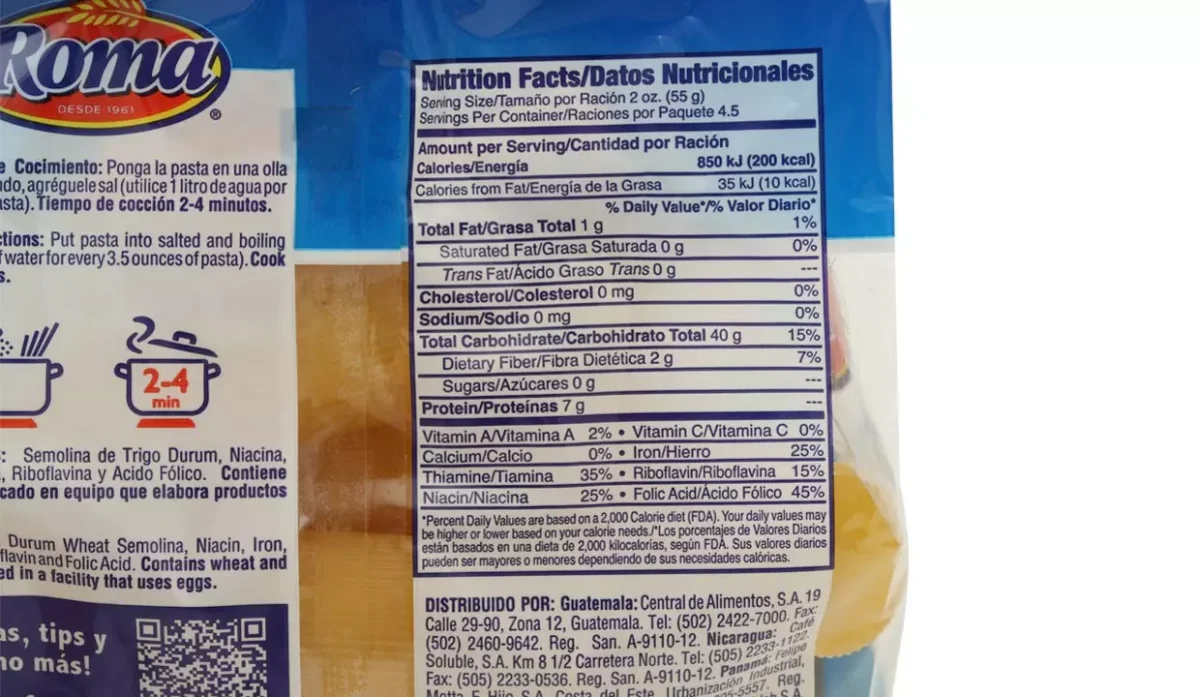 Roma
DESDE 1961
®
Cocimiento: Ponga la pasta en una olla
agréguele sal (utilice 1 litro de agua por
Tiempo de cocción 2-4 minutos.
Put pasta into salted and boiling
water for every 3.5 ounces of pasta). Cook
2-4
min
Semolina de Trigo Durum, Niacina,
Riboflavina y Acido Fólico. Contiene
en equipo que elabora productos
Durum Wheat Semolina, Niacin, Iron,
and Folic Acid. Contains wheat and
in a facility that uses eggs.
tips y
más!
Nutrition Facts/Datos Nutricionales
Serving Size/Tamaño por Ración 2 oz. (55 g)
Servings Per Container/Raciones por Paquete 4.5
Amount per Serving/Cantidad por Ración
Calories/Energía 850 kJ (200 kcal)
Calories from Fat/Energía de la Grasa 35 kJ (10 kcal)
% Daily Value*/% Valor Diario*
Total Fat/Grasa Total 1 g 1%
Saturated Fat/Grasa Saturada 0 g 0%
Trans Fat/Ácido Graso Trans 0 g ---
Cholesterol/Colesterol 0 mg 0%
Sodium/Sodio 0 mg 0%
Total Carbohidrate/Carbohidrato Total 40 g 15%
Dietary Fiber/Fibra Dietética 2 g 7%
Sugars/Azúcares 0 g ---
Protein/Proteínas 7 g ---
Vitamin A/Vitamina A 2% • Vitamin C/Vitamina C 0%
Calcium/Calcio 0% • Iron/Hierro 25%
Thiamine/Tiamina 35% • Riboflavin/Riboflavina 15%
Niacin/Niacina 25% • Folic Acid/Ácido Fólico 45%
*Percent Daily Values are based on a 2,000 Calorie diet (FDA). Your daily values may
be higher or lower based on your calorie needs./*Los porcentajes de Valores Diarios
están basados en una dieta de 2,000 kilocalorías, según FDA. Sus valores diarios
pueden ser mayores o menores dependiendo de sus necesidades calóricas.
DISTRIBUIDO POR: Guatemala: Central de Alimentos, S.A. 19
Calle 29-90, Zona 12, Guatemala. Tel: (502) 2422-7000. Fax:
(502) 2460-9642. Reg. San. A-9110-12. Nicaragua: Café
Soluble, S.A. Km 8 1/2 Carretera Norte. Tel: (505) 2233-1122.
Fax: (505) 2233-0536. Reg. San. A-9110-12. Panamá: Felipe
Motta E Hijo S.A. Costa del Este, Urbanización Industrial,